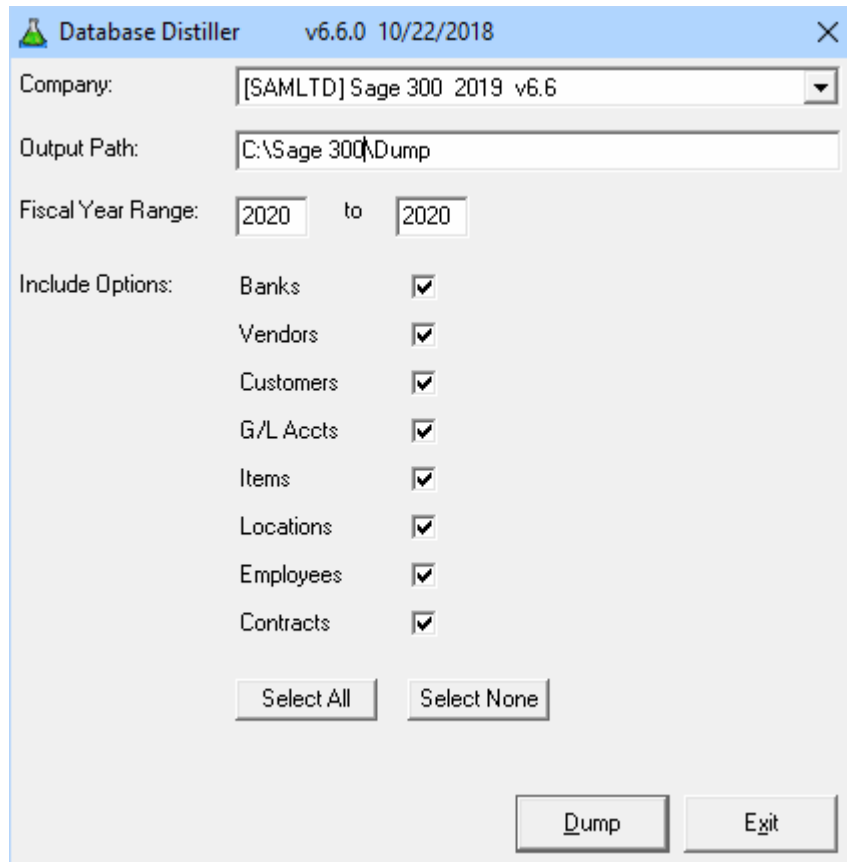 Database Distiller v6.6.0 10/22/2018
Company: [SAMLTD] Sage 300 2019 v6.6
Output Path: C:\Sage 300\Dump
Fiscal Year Range: 2020 to 2020
Include Options: Banks
Vendors
Customers
G/L Accts
Items
Locations
Employees
Contracts
Select All Select None
Dump Exit